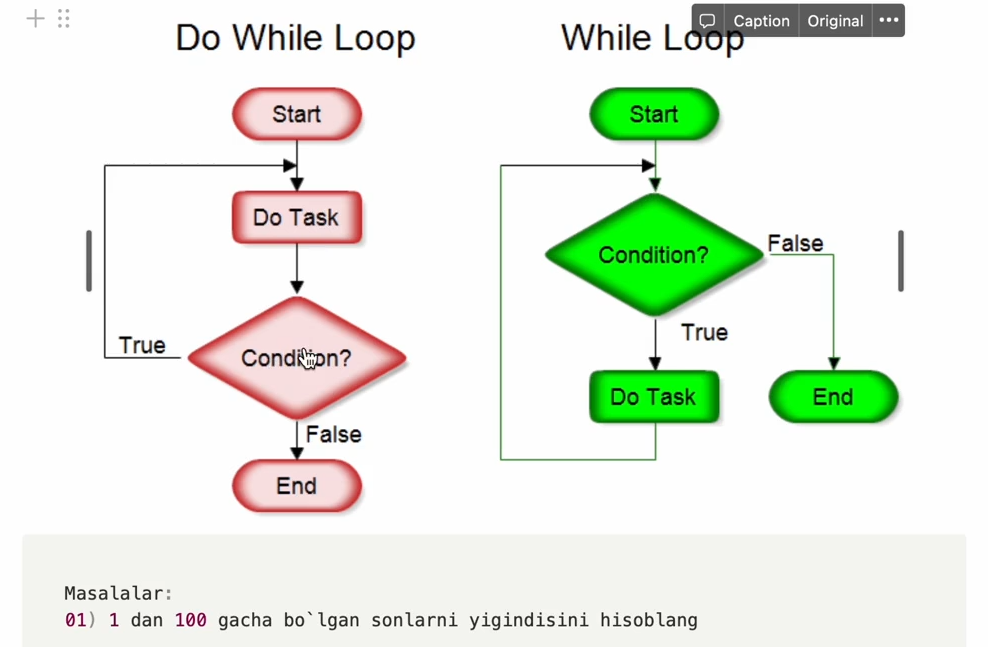 Caption Original
Do While Loop
Start
Do Task
Condition?
True
False
End
While Loop
Start
Condition?
False
True
Do Task
End
Masalalar:
01) 1 dan 100 gacha bo`lgan sonlarni yigindisini hisoblang